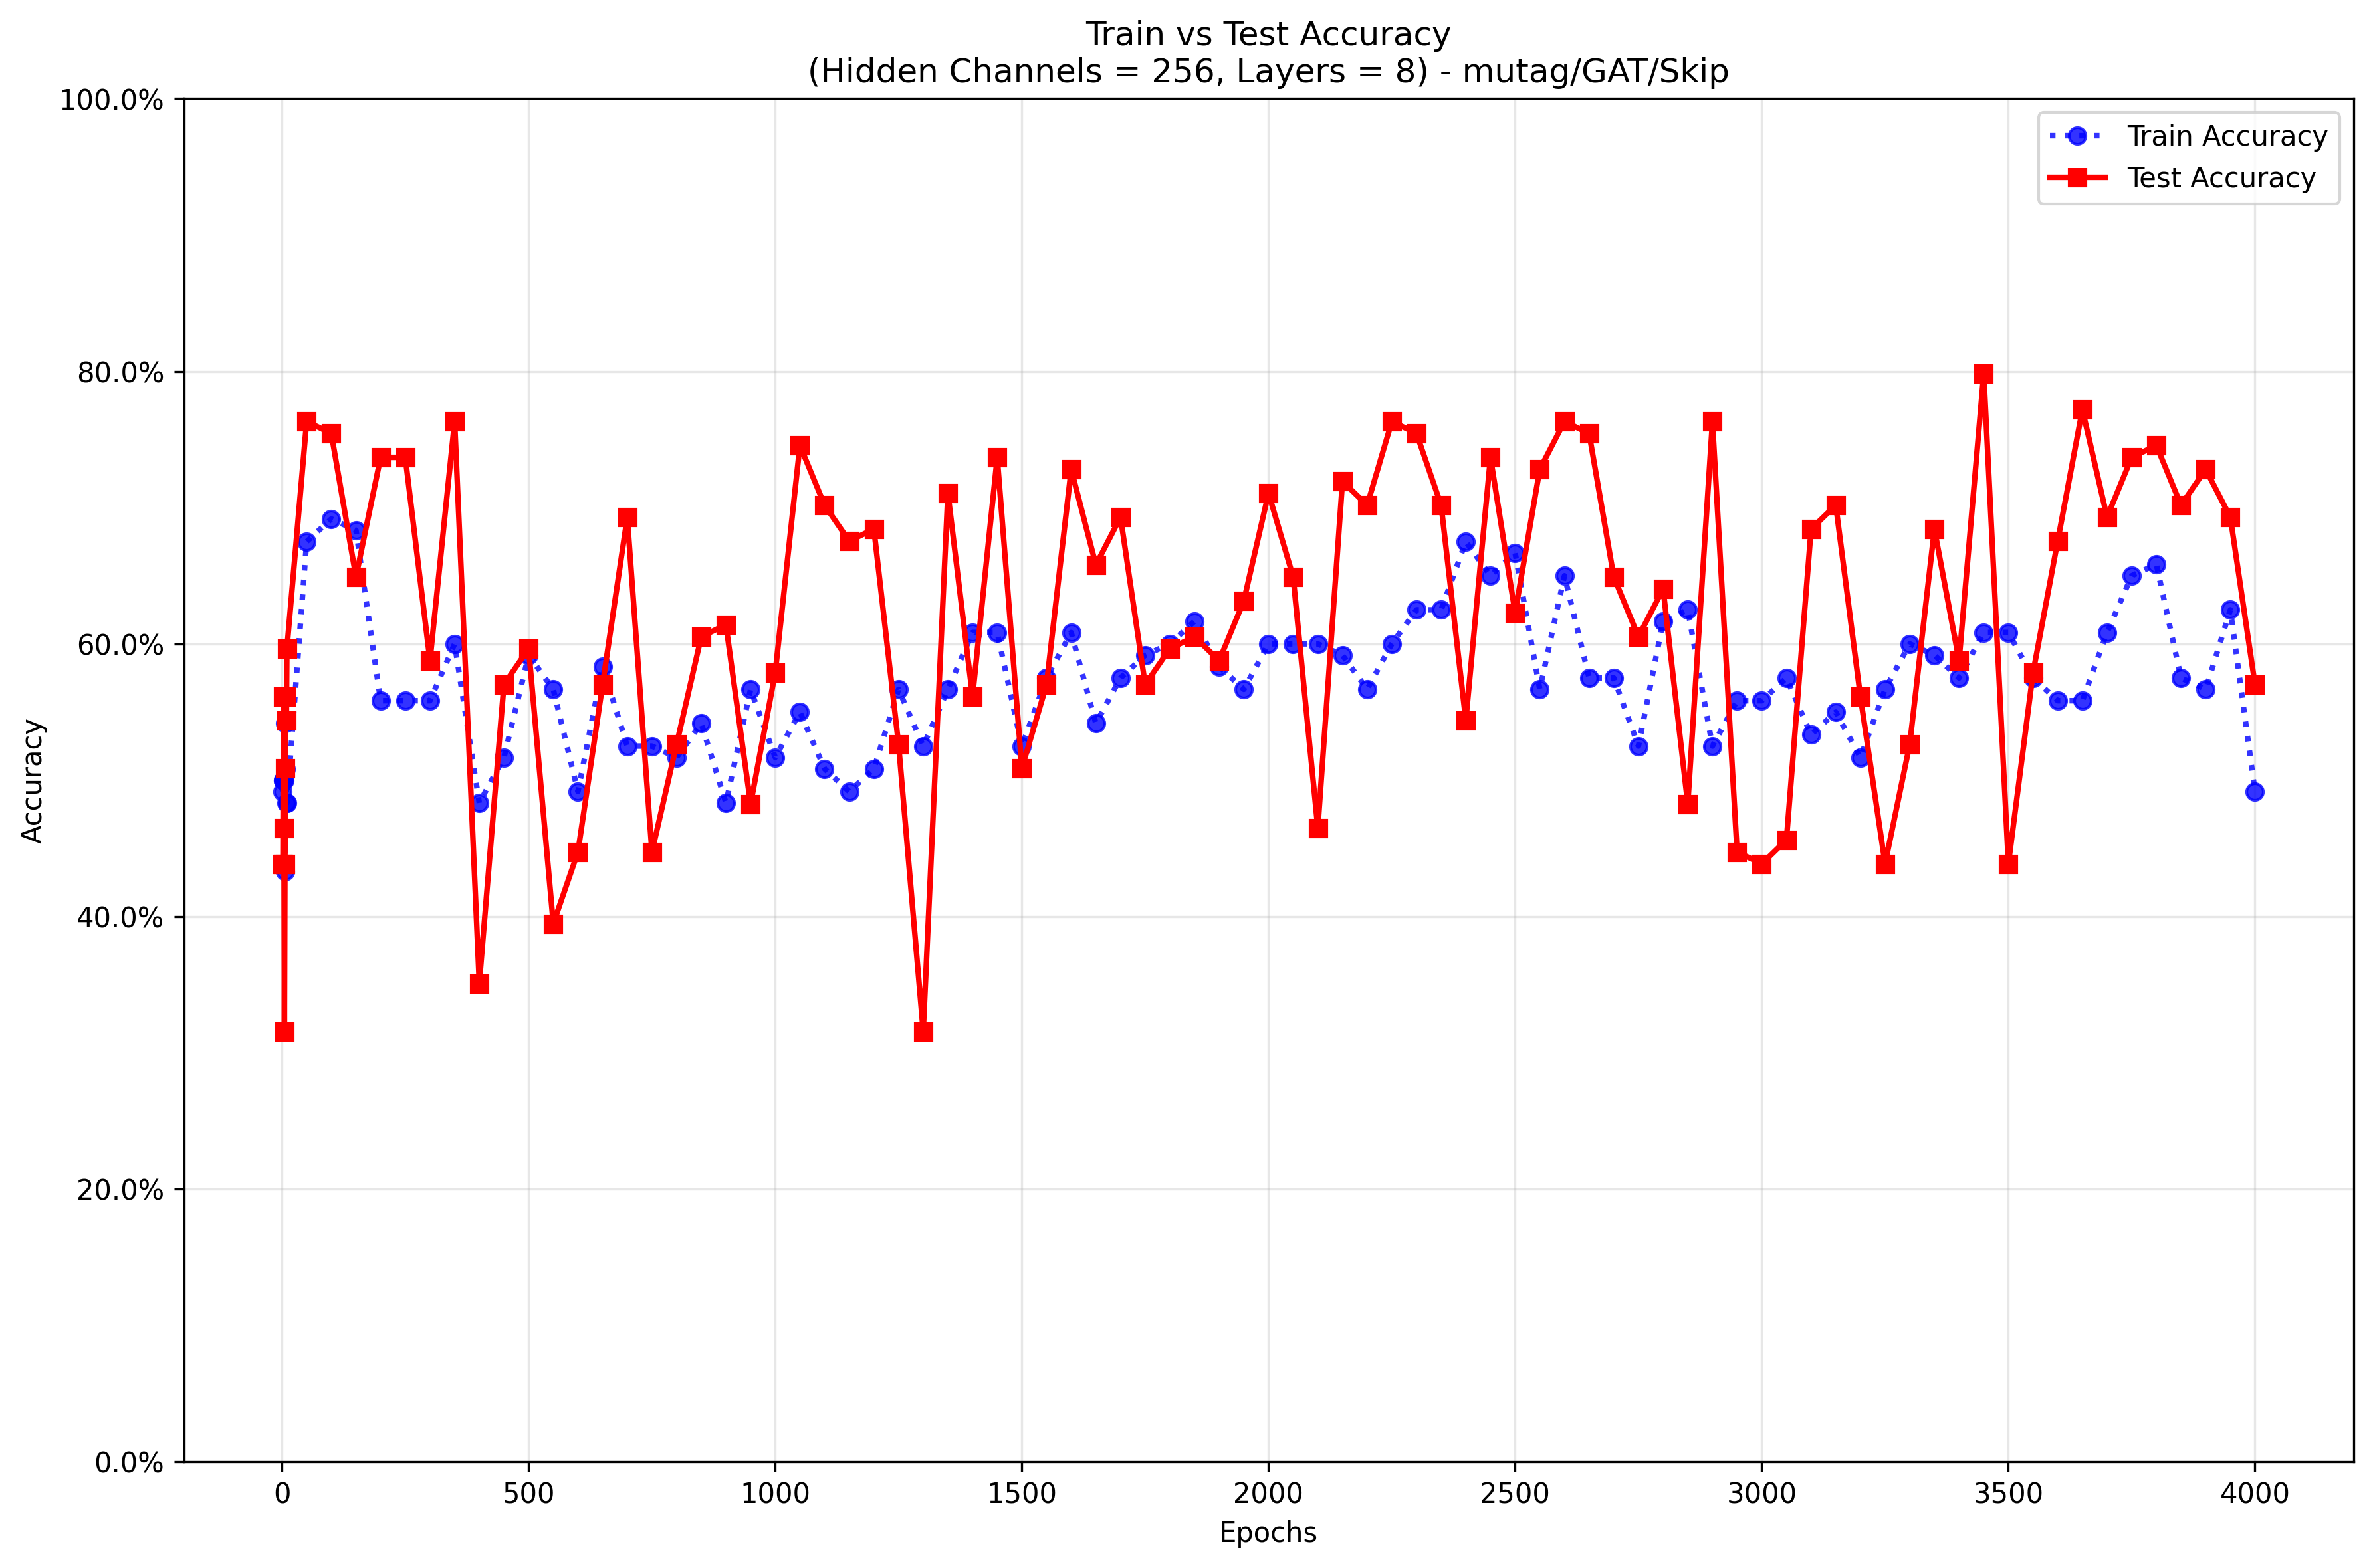 Train vs Test Accuracy
(Hidden Channels = 256, Layers = 8) - mutag/GAT/Skip
100.0%
80.0%
60.0%
40.0%
20.0%
0.0%
Accuracy
Train Accuracy
Test Accuracy
0 500 1000 1500 2000 2500 3000 3500 4000
Epochs